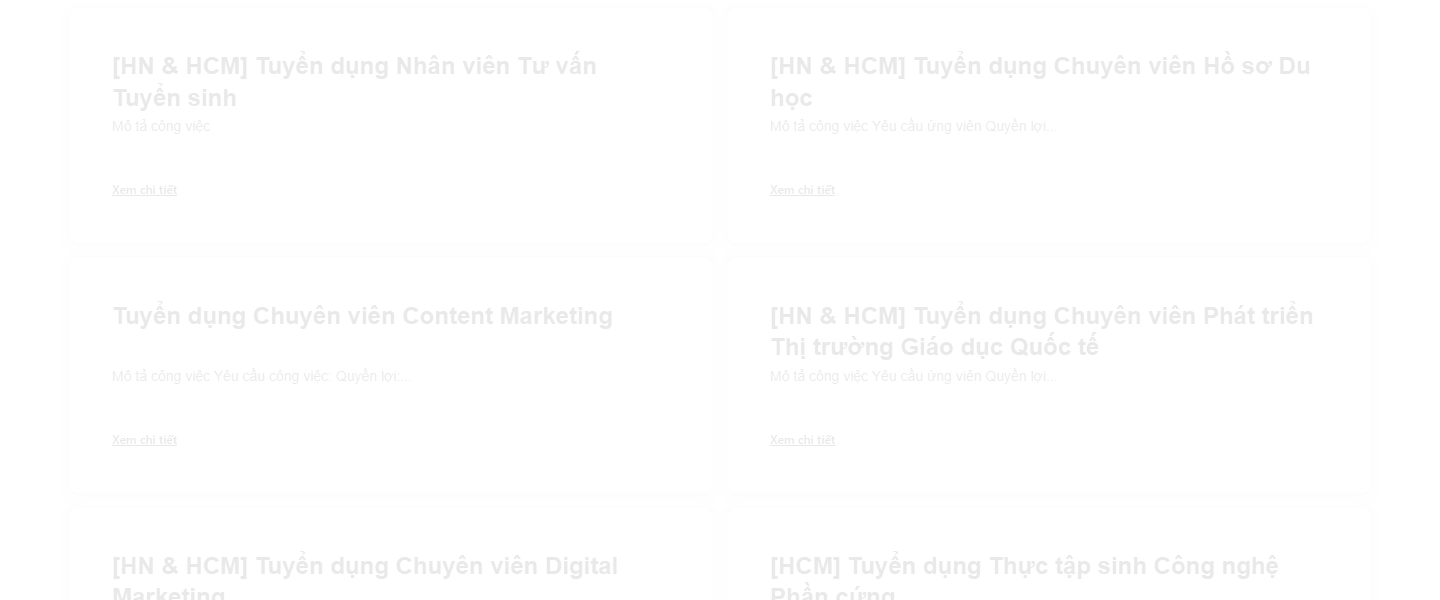 [HN & HCM] Tuyển dụng Nhân viên Tư vấn
Tuyển sinh
Mô tả công việc
Xem chi tiết
[HN & HCM] Tuyển dụng Chuyên viên Hồ sơ Du
học
Mô tả công việc Yêu cầu ứng viên Quyền lợi...
Xem chi tiết
Tuyển dụng Chuyên viên Content Marketing
Mô tả công việc Yêu cầu công việc: Quyền lợi:...
Xem chi tiết
[HN & HCM] Tuyển dụng Chuyên viên Phát triển
Thị trường Giáo dục Quốc tế
Mô tả công việc Yêu cầu ứng viên Quyền lợi...
Xem chi tiết
[HN & HCM] Tuyển dụng Chuyên viên Digital
Marketing
[HCM] Tuyển dụng Thực tập sinh Công nghệ
Phần cứng